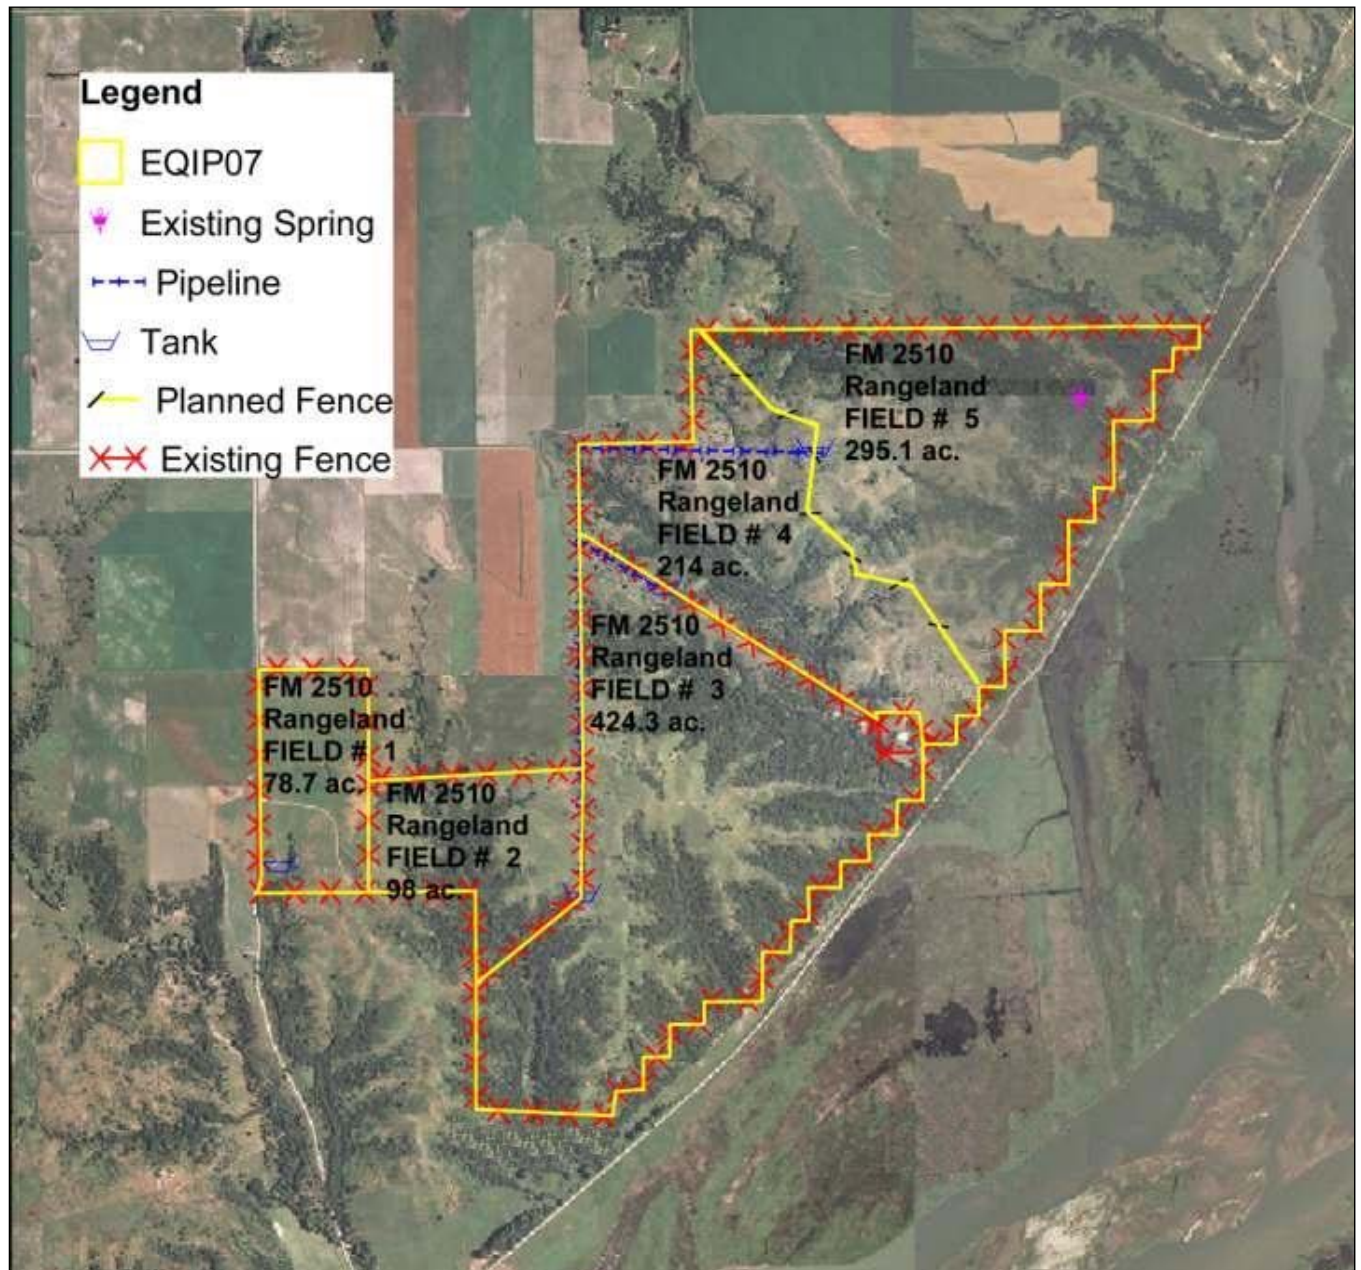 Legend
EQIP07
Existing Spring
Pipeline
Tank
Planned Fence
Existing Fence
FM 2510
Rangeland
FIELD # 5
295.1 ac.
FM 2510
Rangeland
FIELD # 4
214 ac.
FM 2510
Rangeland
FIELD # 3
424.3 ac.
FM 2510
Rangeland
FIELD # 1
78.7 ac.
FM 2510
Rangeland
FIELD # 2
98 ac.